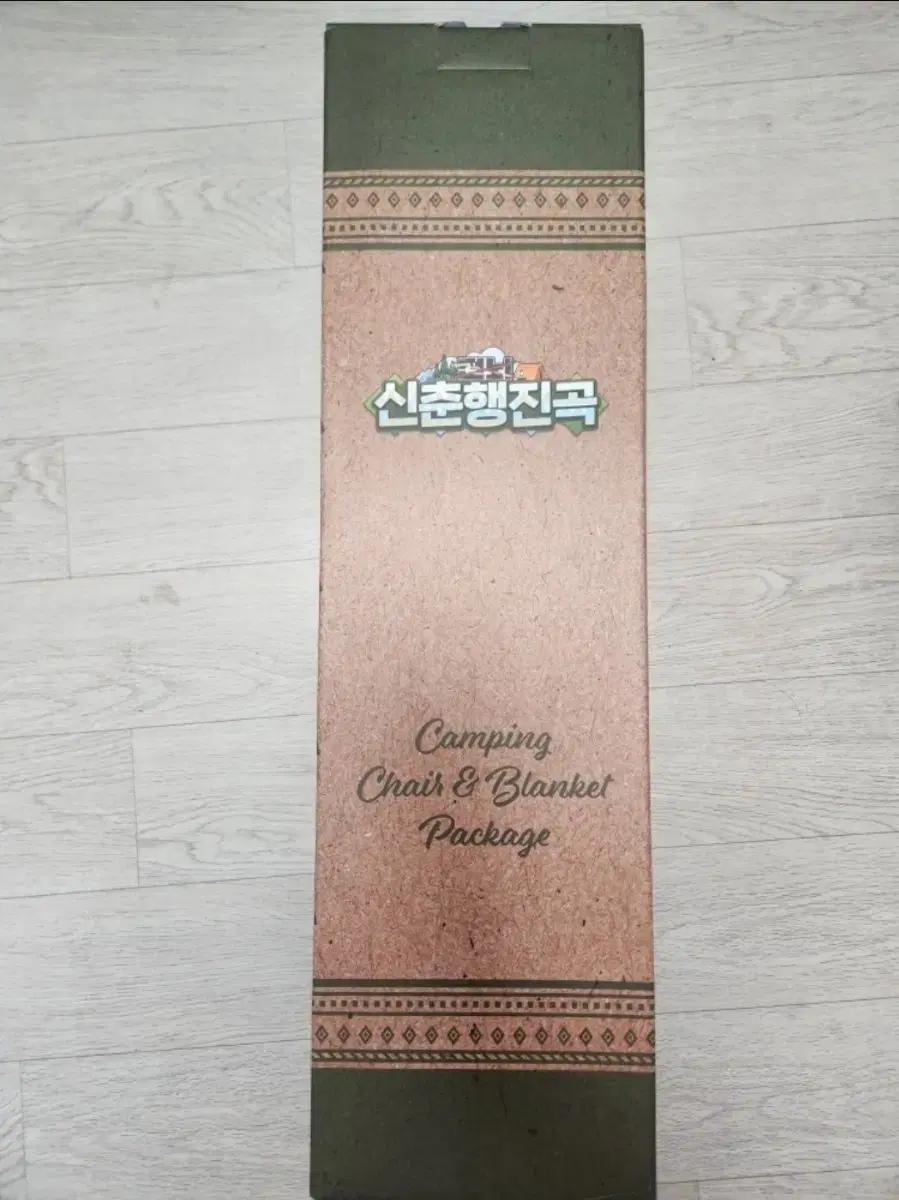 신춘행진곡
Camping
Chair & Blanket
Package